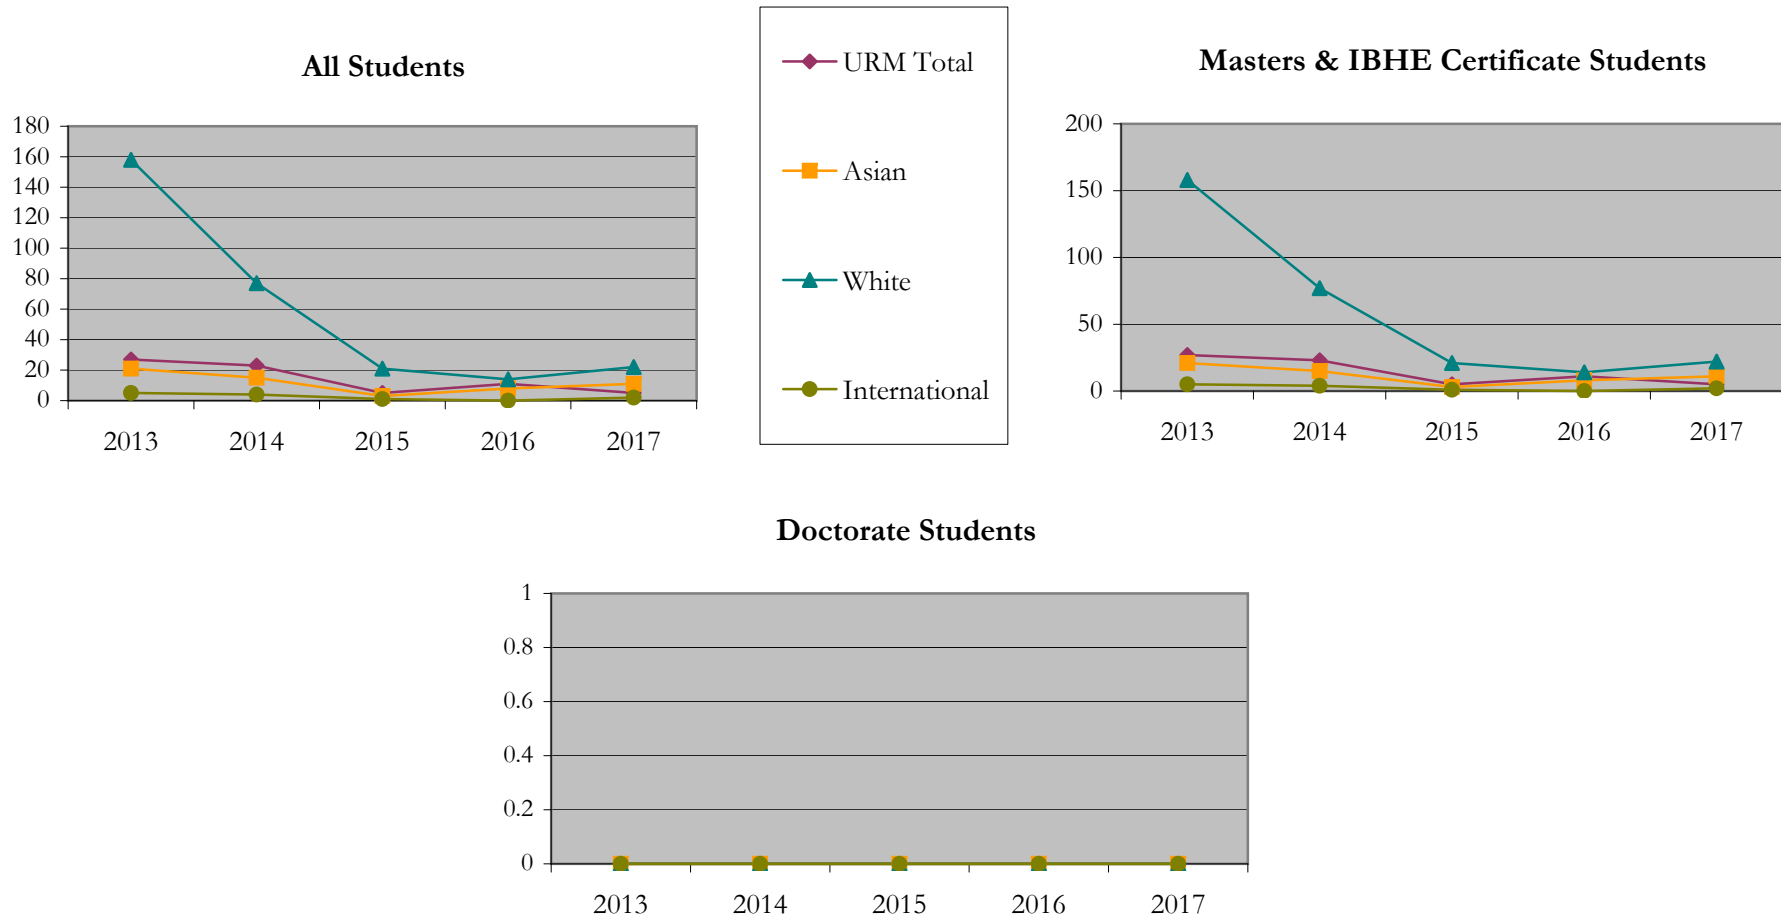 All Students
180
160
140
120
100
80
60
40
20
0
2013 2014 2015 2016 2017
URM Total
Asian
White
International
Masters & IBHE Certificate Students
200
150
100
50
0
2013 2014 2015 2016 2017
Doctorate Students
1
0.8
0.6
0.4
0.2
0
2013 2014 2015 2016 2017